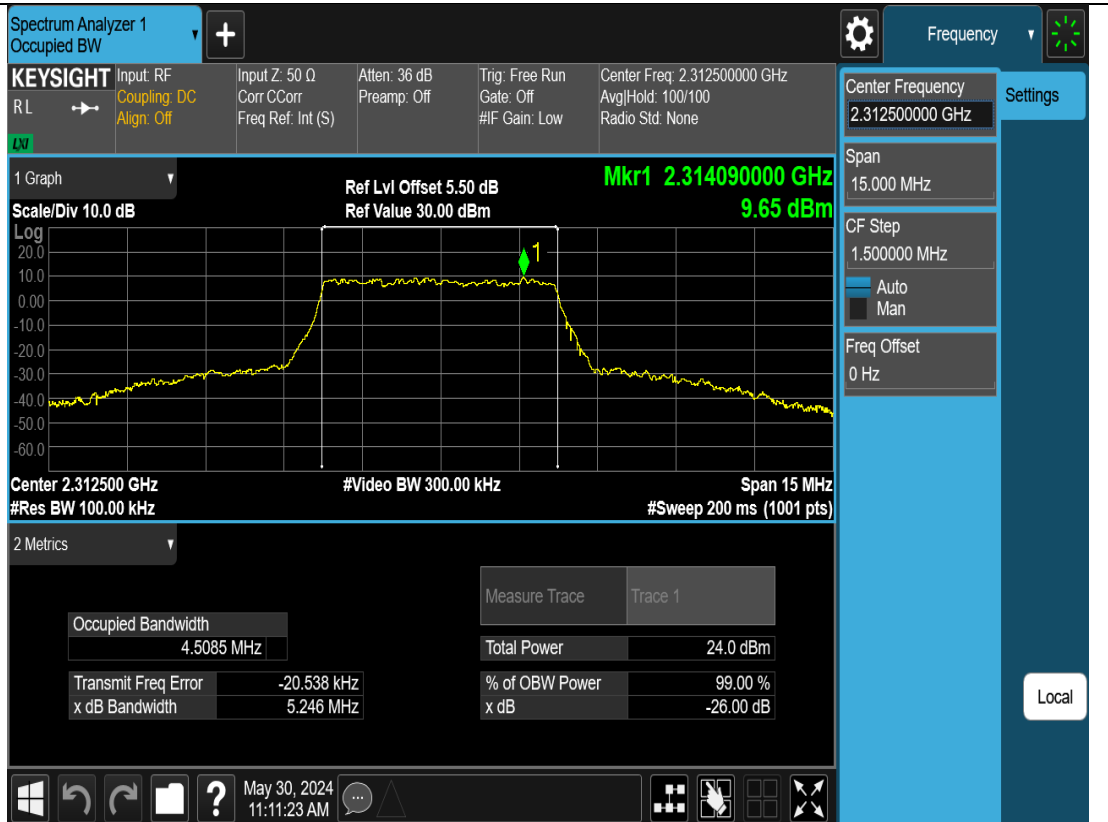 Spectrum Analyzer 1
Occupied BW
+
Frequency
KEYSIGHT
RL
LXI
Input: RF
Coupling: DC
Align: Off
Input Z: 50 Ω
Corr CCorr
Freq Ref: Int (S)
Atten: 36 dB
Preamp: Off
Trig: Free Run
Gate: Off
#IF Gain: Low
Center Freq: 2.312500000 GHz
Avg|Hold: 100/100
Radio Std: None
Center Frequency
2.312500000 GHz
Settings
Span
15.000 MHz
CF Step
1.500000 MHz
Auto
Man
Freq Offset
0 Hz
Local
1 Graph
Scale/Div 10.0 dB
Ref Lvl Offset 5.50 dB
Ref Value 30.00 dBm
Mkr1 2.314090000 GHz
9.65 dBm
Log
20.0
10.0
0.00
-10.0
-20.0
-30.0
-40.0
-50.0
-60.0
1
Center 2.312500 GHz
#Res BW 100.00 kHz
#Video BW 300.00 kHz
Span 15 MHz
#Sweep 200 ms (1001 pts)
2 Metrics
Measure Trace Trace 1
Occupied Bandwidth
4.5085 MHz
Total Power 24.0 dBm
Transmit Freq Error -20.538 kHz
% of OBW Power 99.00 %
x dB Bandwidth 5.246 MHz
x dB -26.00 dB
?
May 30, 2024
11:11:23 AM